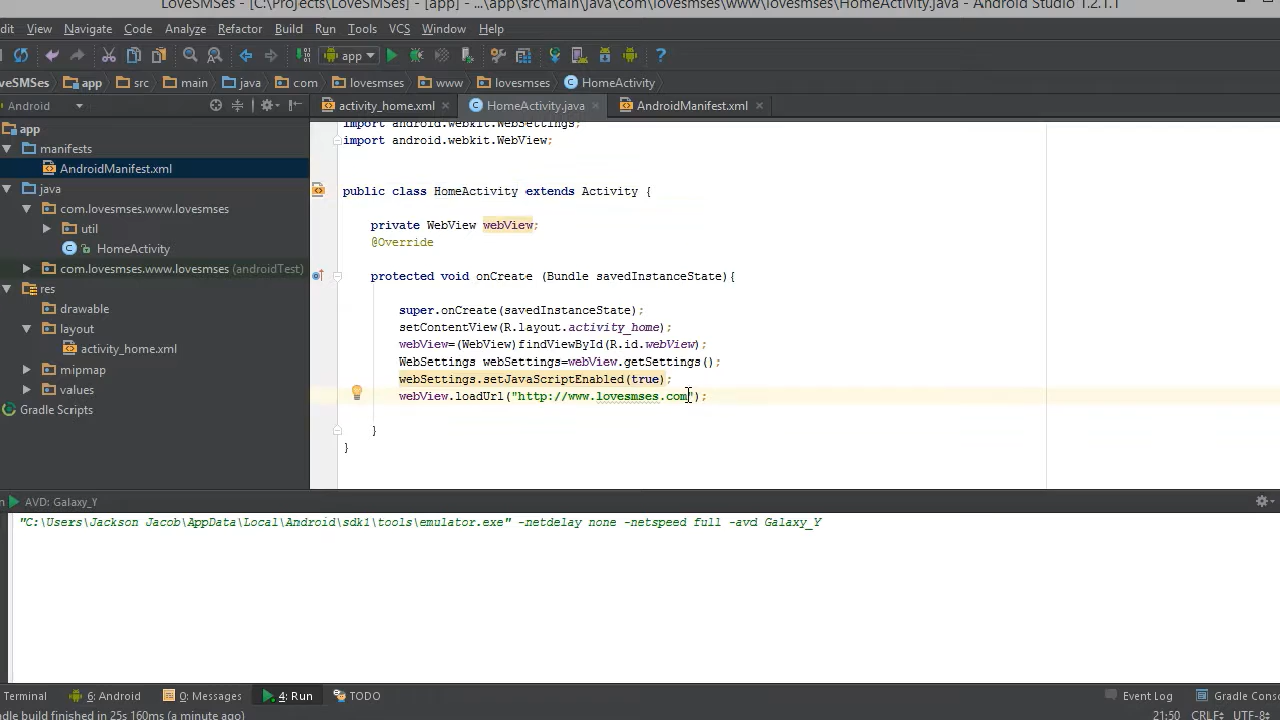 LoveSMSes - [C:\Projects\LoveSMSes] - [app] - ...\app\src\main\java\com\lovesmses\www\lovesmses\HomeActivity.java - Android Studio 1.2.1.1
dit View Navigate Code Analyze Refactor Build Run Tools VCS Window Help
app
veSMSes app src main java com lovesmses www lovesmses HomeActivity
Android
activity_home.xml HomeActivity.java AndroidManifest.xml
app
manifests
AndroidManifest.xml
java
com.lovesmses.www.lovesmses
util
HomeActivity
com.lovesmses.www.lovesmses (androidTest)
res
drawable
layout
activity_home.xml
mipmap
values
Gradle Scripts
import android.webkit.WebSettings;
import android.webkit.WebView;
public class HomeActivity extends Activity {
private WebView webView;
@Override
protected void onCreate (Bundle savedInstanceState){
super.onCreate(savedInstanceState);
setContentView(R.layout.activity_home);
webView=(WebView)findViewById(R.id.webView);
WebSettings webSettings=webView.getSettings();
webSettings.setJavaScriptEnabled(true);
webView.loadUrl("http://www.lovesmses.com");
}
}
n AVD: Galaxy_Y
"C:\Users\Jackson Jacob\AppData\Local\Android\sdk1\tools\emulator.exe" -netdelay none -netspeed full -avd Galaxy_Y
Terminal 6: Android 0: Messages 4: Run TODO Event Log Gradle Conso
dle build finished in 25s 160ms (a minute ago) 21:50 CRLF UTF-8